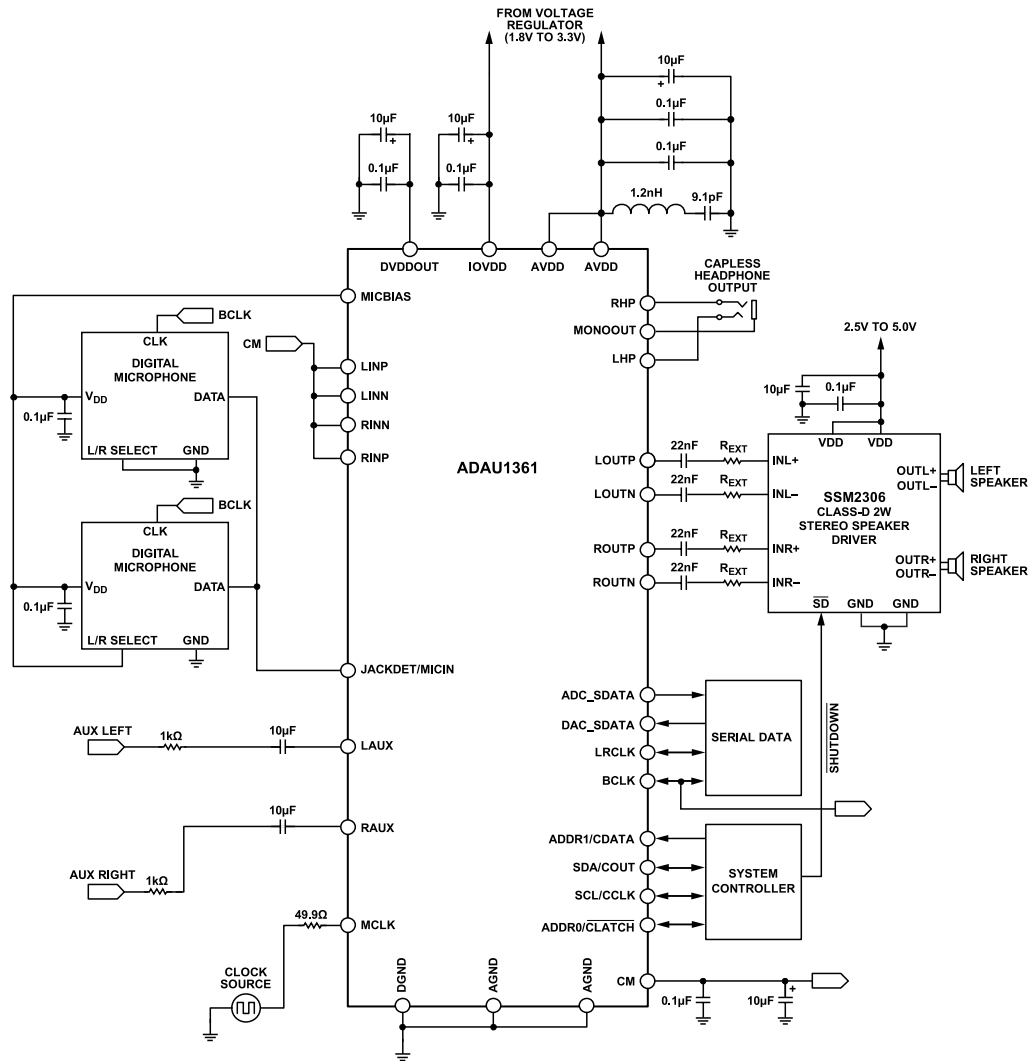 FROM VOLTAGE
REGULATOR
(1.8V TO 3.3V)
10µF
+
0.1µF
0.1µF
1.2nH
9.1pF
10µF
+
0.1µF
10µF
+
0.1µF
DVDDOUT
IOVDD
AVDD
AVDD
CAPLESS
HEADPHONE
OUTPUT
MICBIAS
RHP
MONOOUT
LHP
BCLK
CLK
DIGITAL
MICROPHONE
VDD
DATA
0.1µF
L/R SELECT
GND
CM
LINP
LINN
RINN
RINP
ADAU1361
BCLK
CLK
DIGITAL
MICROPHONE
VDD
DATA
0.1µF
L/R SELECT
GND
2.5V TO 5.0V
10µF
0.1µF
VDD
VDD
LOUTP
22nF
REXT
INL+
LOUTN
22nF
REXT
INL–
ROUTP
22nF
REXT
INR+
ROUTN
22nF
REXT
INR–
SSM2306
CLASS-D 2W
STEREO SPEAKER
DRIVER
OUTL+
OUTL–
LEFT
SPEAKER
OUTR+
OUTR–
RIGHT
SPEAKER
SD
GND
GND
JACKDET/MICIN
ADC_SDATA
DAC_SDATA
LRCLK
BCLK
SERIAL DATA
SHUTDOWN
AUX LEFT
1kΩ
10µF
LAUX
10µF
RAUX
AUX RIGHT
1kΩ
ADDR1/CDATA
SDA/COUT
SCL/CCLK
ADDR0/CLATCH
SYSTEM
CONTROLLER
49.9Ω
MCLK
CLOCK
SOURCE
DGND
AGND
AGND
CM
0.1µF
10µF
+